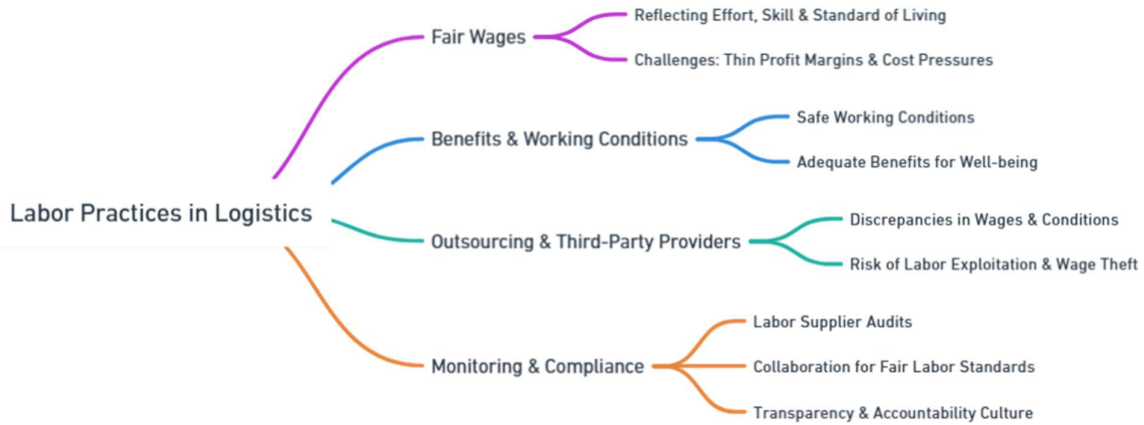 Labor Practices in Logistics
Fair Wages
Reflecting Effort, Skill & Standard of Living
Challenges: Thin Profit Margins & Cost Pressures
Benefits & Working Conditions
Safe Working Conditions
Adequate Benefits for Well-being
Outsourcing & Third-Party Providers
Discrepancies in Wages & Conditions
Risk of Labor Exploitation & Wage Theft
Monitoring & Compliance
Labor Supplier Audits
Collaboration for Fair Labor Standards
Transparency & Accountability Culture